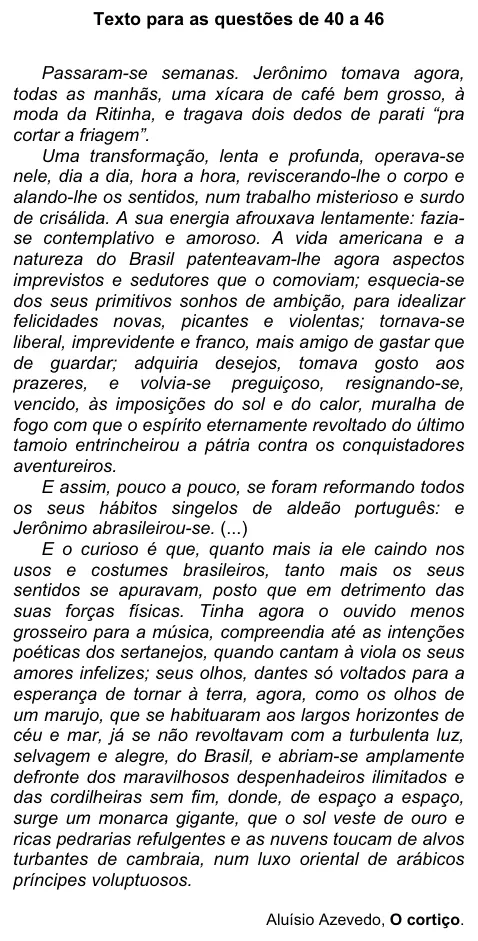 Texto para as questões de 40 a 46
Passaram-se semanas. Jerônimo tomava agora,
todas as manhãs, uma xícara de café bem grosso, à
moda da Ritinha, e tragava dois dedos de parati “pra
cortar a friagem”.
Uma transformação, lenta e profunda, operava-se
nele, dia a dia, hora a hora, reviscerando-lhe o corpo e
alando-lhe os sentidos, num trabalho misterioso e surdo
de crisálida. A sua energia afrouxava lentamente: fazia-
se contemplativo e amoroso. A vida americana e a
natureza do Brasil patenteavam-lhe agora aspectos
imprevistos e sedutores que o comoviam; esquecia-se
dos seus primitivos sonhos de ambição, para idealizar
felicidades novas, picantes e violentas; tornava-se
liberal, imprevidente e franco, mais amigo de gastar que
de guardar; adquiria desejos, tomava gosto aos
prazeres, e volvia-se preguiçoso, resignando-se,
vencido, às imposições do sol e do calor, muralha de
fogo com que o espírito eternamente revoltado do último
tamoio entrincheirou a pátria contra os conquistadores
aventureiros.
E assim, pouco a pouco, se foram reformando todos
os seus hábitos singelos de aldeão português: e
Jerônimo abrasileirou-se. (...)
E o curioso é que, quanto mais ia ele caindo nos
usos e costumes brasileiros, tanto mais os seus
sentidos se apuravam, posto que em detrimento das
suas forças físicas. Tinha agora o ouvido menos
grosseiro para a música, compreendia até as intenções
poéticas dos sertanejos, quando cantam à viola os seus
amores infelizes; seus olhos, dantes só voltados para a
esperança de tornar à terra, agora, como os olhos de
um marujo, que se habituaram aos largos horizontes de
céu e mar, já se não revoltavam com a turbulenta luz,
selvagem e alegre, do Brasil, e abriam-se amplamente
defronte dos maravilhosos despenhadeiros ilimitados e
das cordilheiras sem fim, donde, de espaço a espaço,
surge um monarca gigante, que o sol veste de ouro e
ricas pedrarias refulgentes e as nuvens toucam de alvos
turbantes de cambraia, num luxo oriental de arábicos
príncipes voluptuosos.
Aluísio Azevedo, O cortiço.